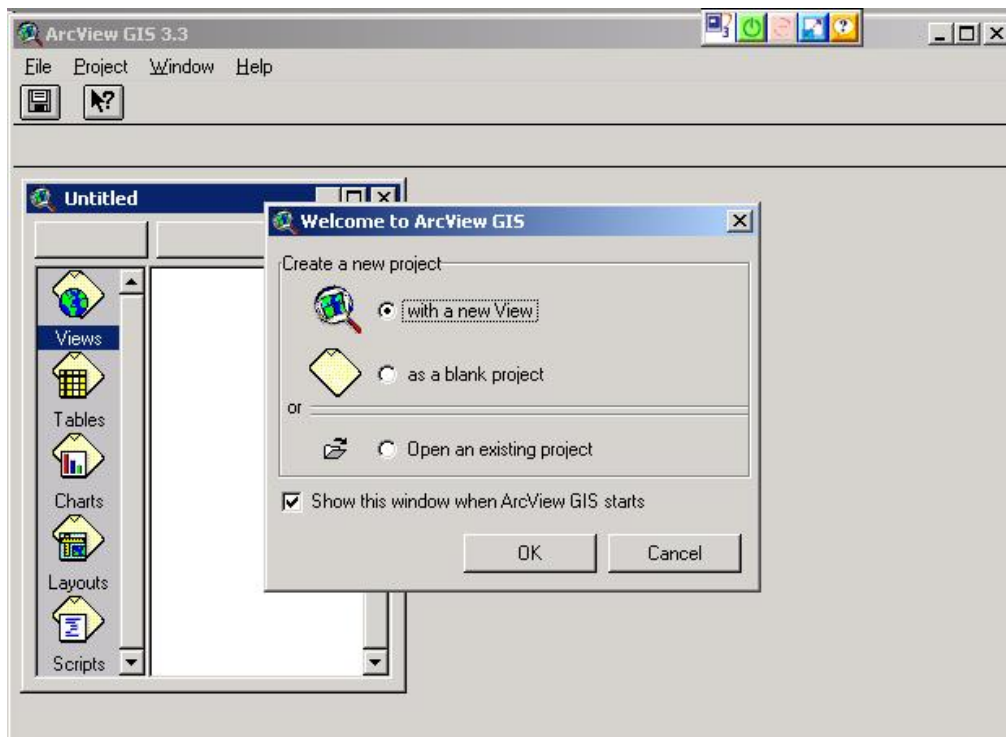 ArcView GIS 3.3
File Project Window Help
Untitled
Views
Tables
Charts
Layouts
Scripts
Welcome to ArcView GIS
Create a new project
with a new View
as a blank project
or
Open an existing project
Show this window when ArcView GIS starts
OK Cancel